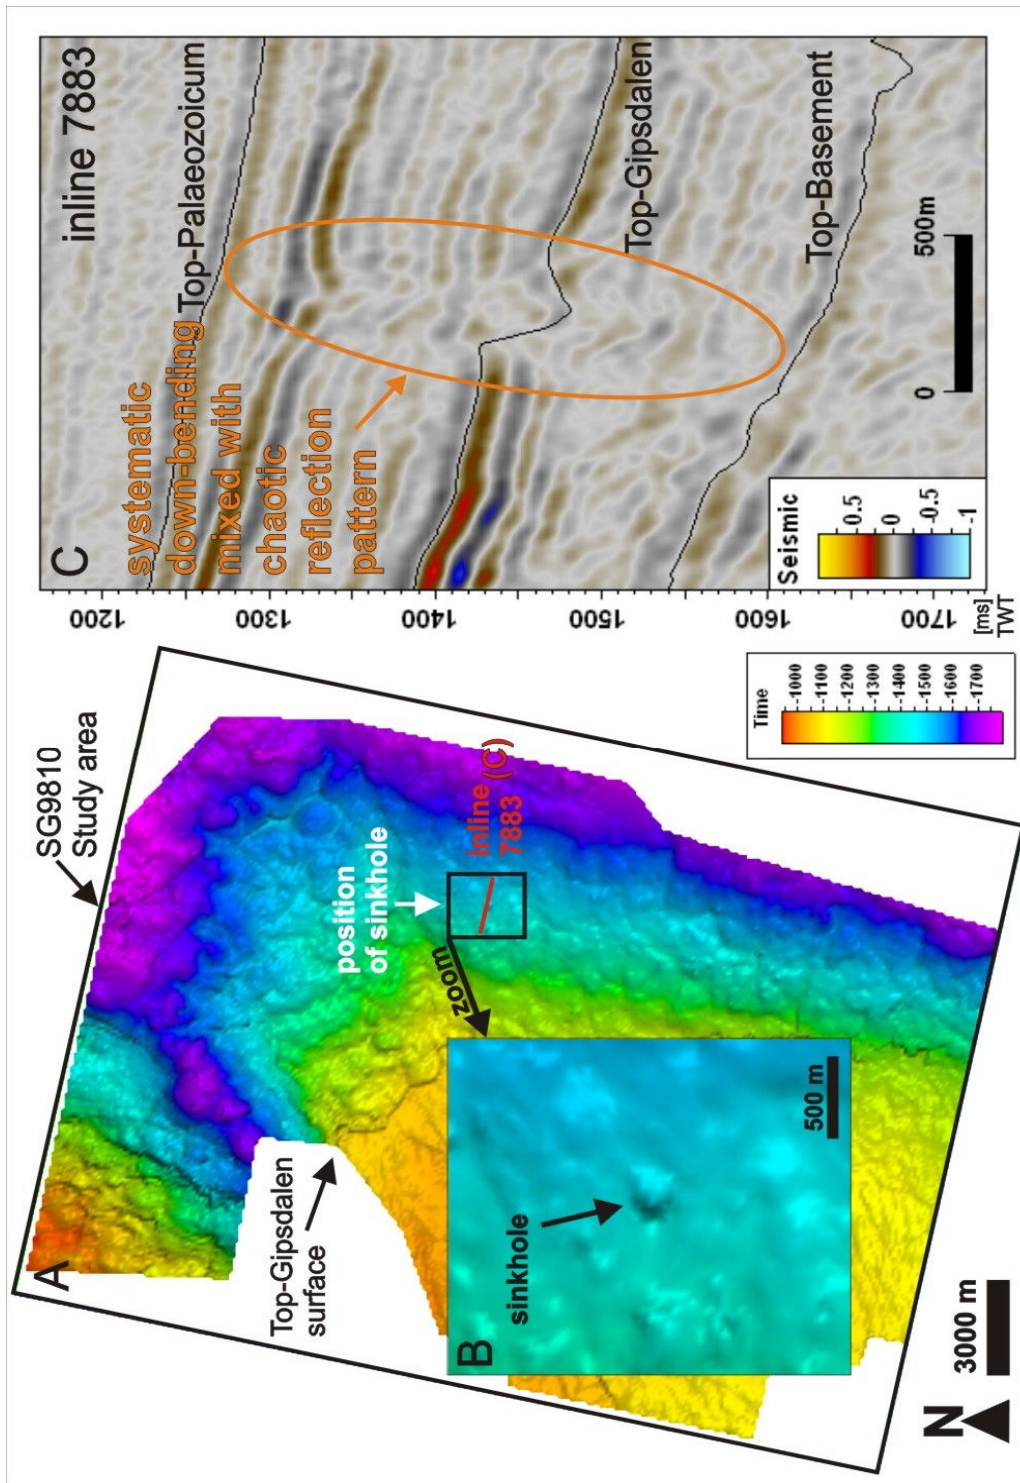 A
SG9810
Study area
Top-Gipsdalen
surface
position
of sinkhole
inline (C)
7883
zoom
B
sinkhole
500 m
N
3000 m
Time
-1000
-1100
-1200
-1300
-1400
-1500
-1600
-1700
C
inline 7883
systematic
down-bending
mixed with
chaotic
reflection
pattern
Top-Palaeozoicum
Top-Gipsdalen
Top-Basement
1200
1300
1400
1500
1600
1700
[ms]
TWT
Seismic
0.5
0
-0.5
-1
0
500m